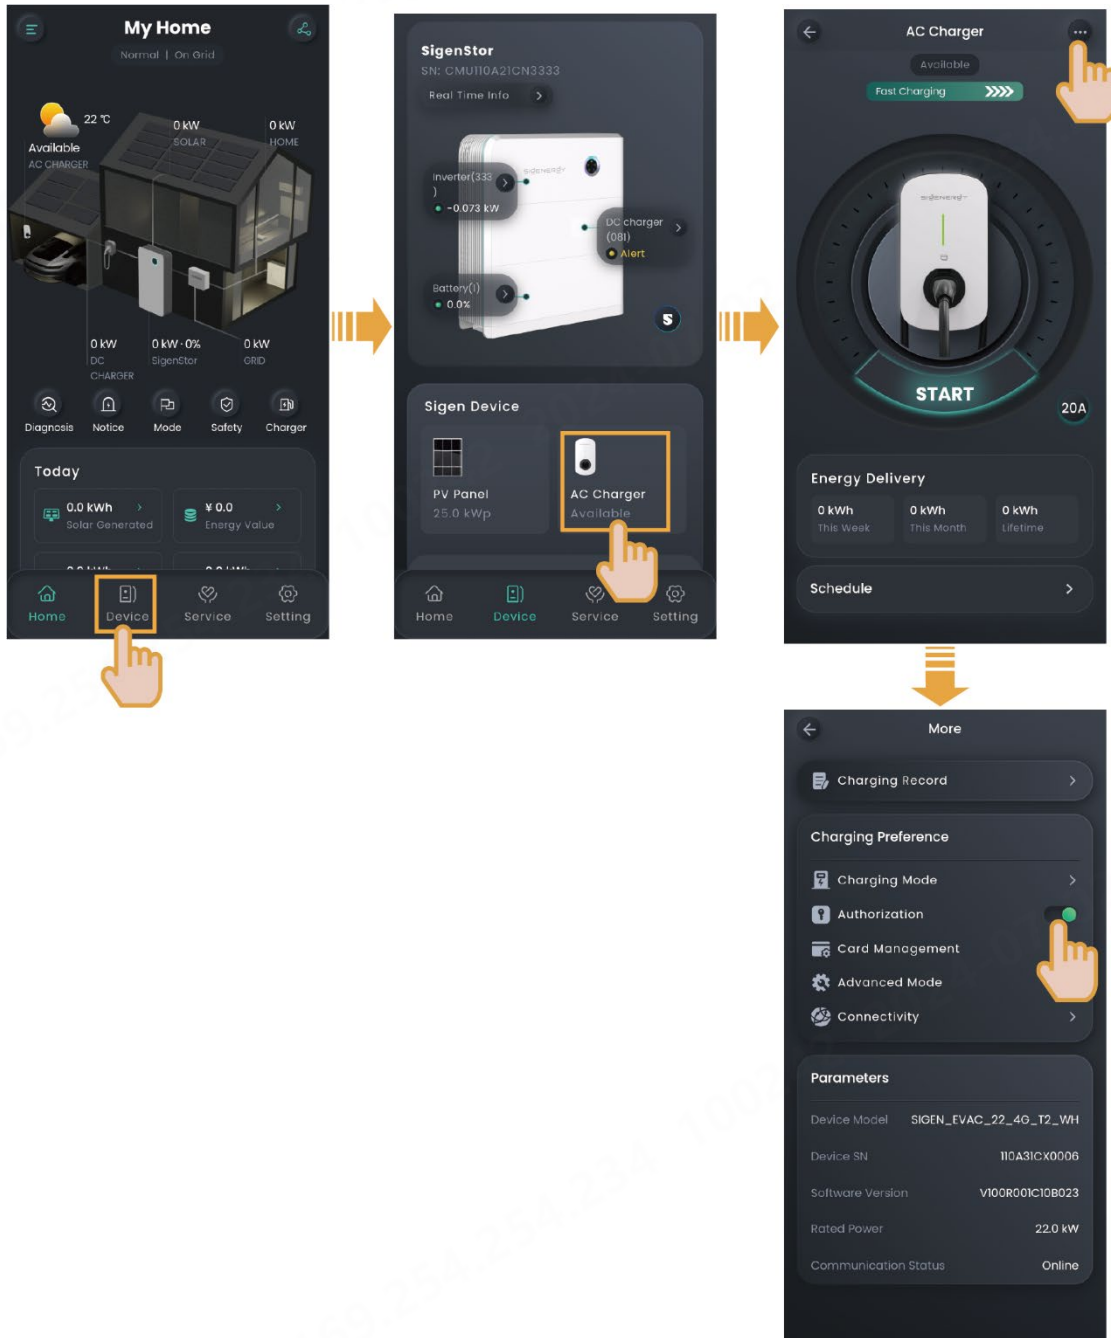 My Home
Normal | On Grid
22 ℃
Available
AC CHARGER
0 kW
SOLAR
0 kW
HOME
0 kW
DC
CHARGER
0 kW · 0%
SigenStor
0 kW
GRID
Diagnosis
Notice
Mode
Safety
Charger
Today
0.0 kWh
Solar Generated
¥ 0.0
Energy Value
Home
Device
Service
Setting
SigenStor
SN: CMU110A21CN3333
Real Time Info
SIGENERGY
Inverter(333
)
-0.073 kW
DC charger
(081)
Alert
Battery(1)
0.0%
Sigen Device
PV Panel
25.0 kWp
AC Charger
Available
Home
Device
Service
Setting
AC Charger
Available
Fast Charging
SIGENERGY
START
20A
Energy Delivery
0 kWh
This Week
0 kWh
This Month
0 kWh
Lifetime
Schedule
More
Charging Record
Charging Preference
Charging Mode
Authorization
Card Management
Advanced Mode
Connectivity
Parameters
Device Model SIGEN_EVAC_22_4G_T2_WH
Device SN 110A31CX0006
Software Version V100R001C10B023
Rated Power 22.0 kW
Communication Status Online